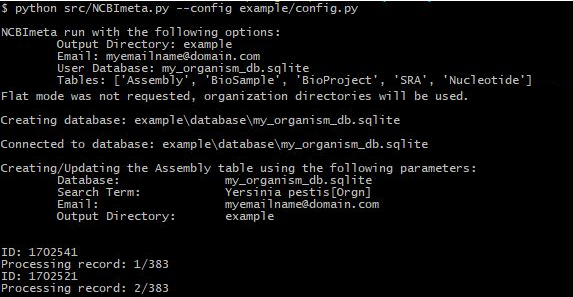 $ python src/NCBImeta.py --config example/config.py
NCBImeta run with the following options:
Output Directory: example
Email: myemailname@domain.com
User Database: my_organism_db.sqlite
Tables: ['Assembly', 'BioSample', 'BioProject', 'SRA', 'Nucleotide']
Flat mode was not requested, organization directories will be used.
Creating database: example\database\my_organism_db.sqlite
Connected to database: example\database\my_organism_db.sqlite
Creating/Updating the Assembly table using the following parameters:
Database: my_organism_db.sqlite
Search Term: Yersinia pestis[Orgn]
Email: myemailname@domain.com
Output Directory: example
ID: 1702541
Processing record: 1/383
ID: 1702521
Processing record: 2/383